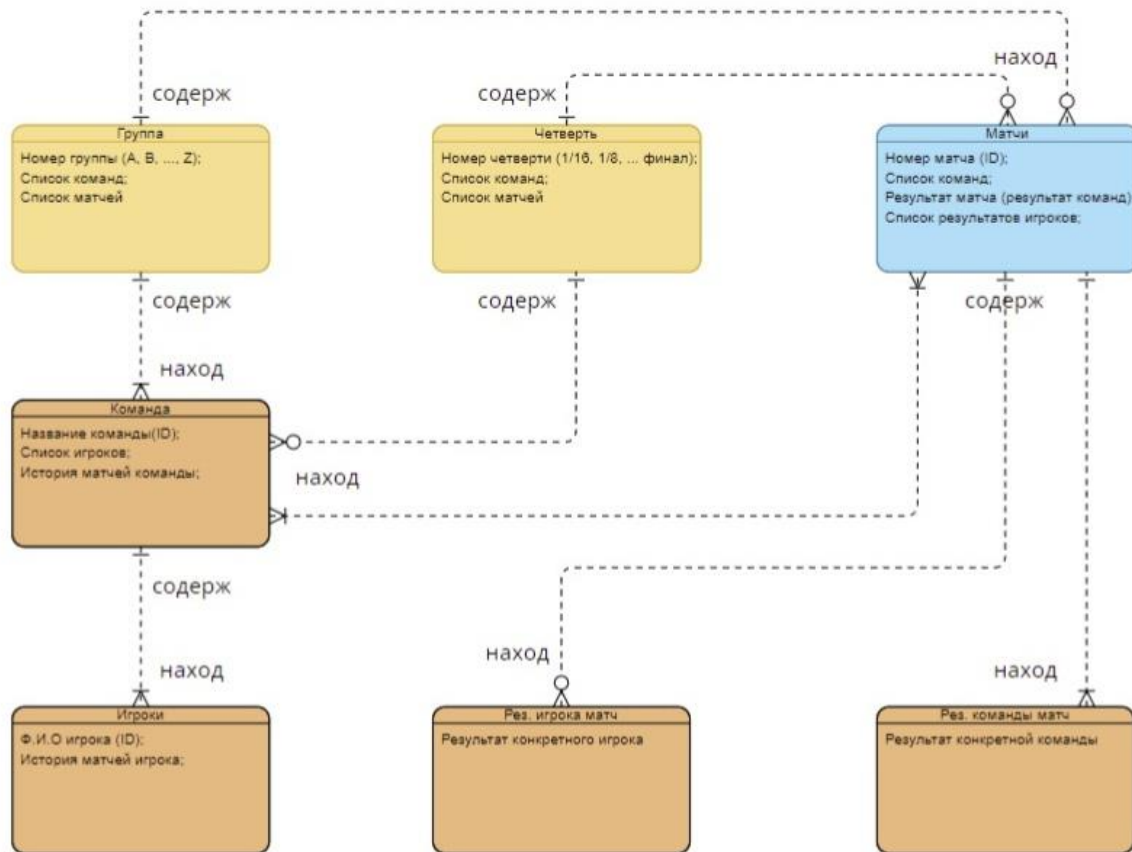 содерж
наход
содерж
Группа
Номер группы (А, В, ..., Z);
Список команд;
Список матчей
Четверть
Номер четверти (1/16, 1/8, ... финал);
Список команд;
Список матчей
Матчи
Номер матча (ID);
Список команд;
Результат матча (результат команд)
Список результатов игроков;
содерж
содерж
содерж
наход
Команда
Название команды(ID);
Список игроков;
История матчей команды;
наход
содерж
наход
наход
наход
Игроки
Ф.И.О игрока (ID);
История матчей игрока;
Рез. игрока матч
Результат конкретного игрока
Рез. команды матч
Результат конкретной команды